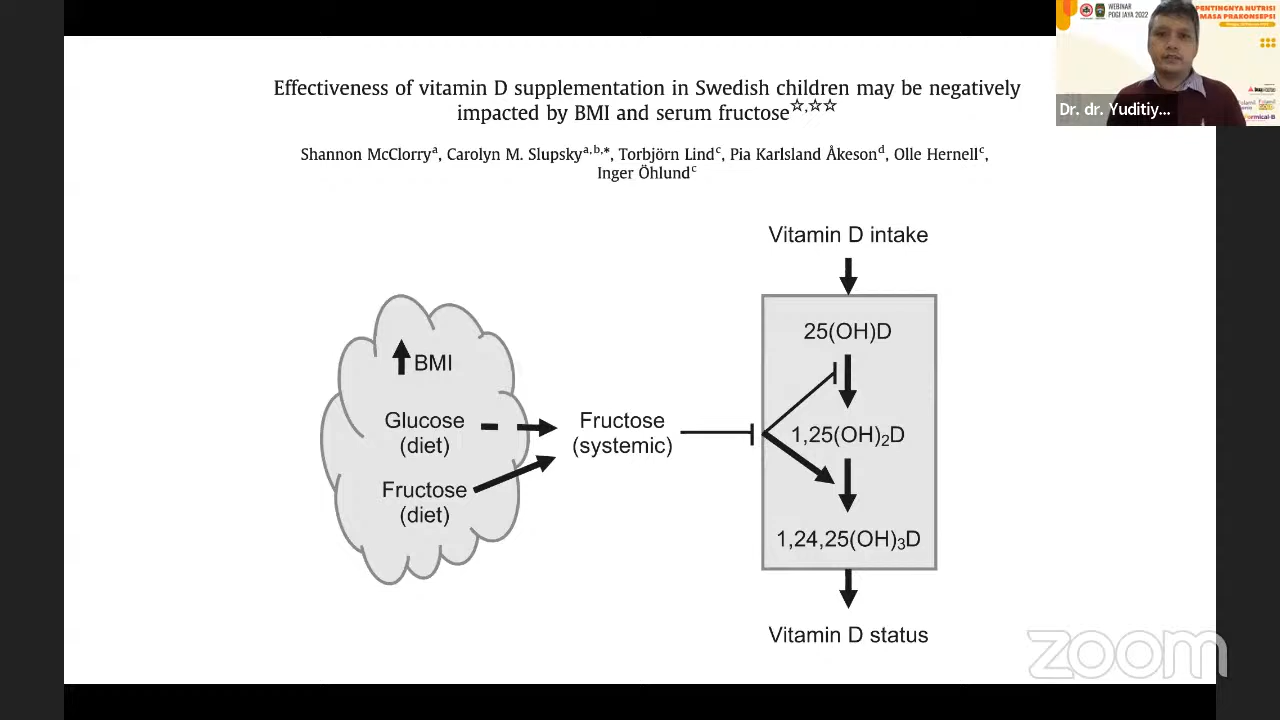 WEBINAR
POGI JAYA 2022
PENTINGNYA NUTRISI
MASA PRAKONSEPSI
Dr. dr. Yuditiy...
Effectiveness of vitamin D supplementation in Swedish children may be negatively
impacted by BMI and serum fructose☆,☆☆
Shannon McClorryᵃ, Carolyn M. Slupskyᵃ,ᵇ,*, Torbjörn Lindᶜ, Pia Karlsland Åkesonᵈ, Olle Hernellᶜ,
Inger Öhlundᶜ
Vitamin D intake
25(OH)D
BMI
Glucose
(diet)
Fructose
(systemic)
1,25(OH)₂D
Fructose
(diet)
1,24,25(OH)₃D
Vitamin D status
zoom